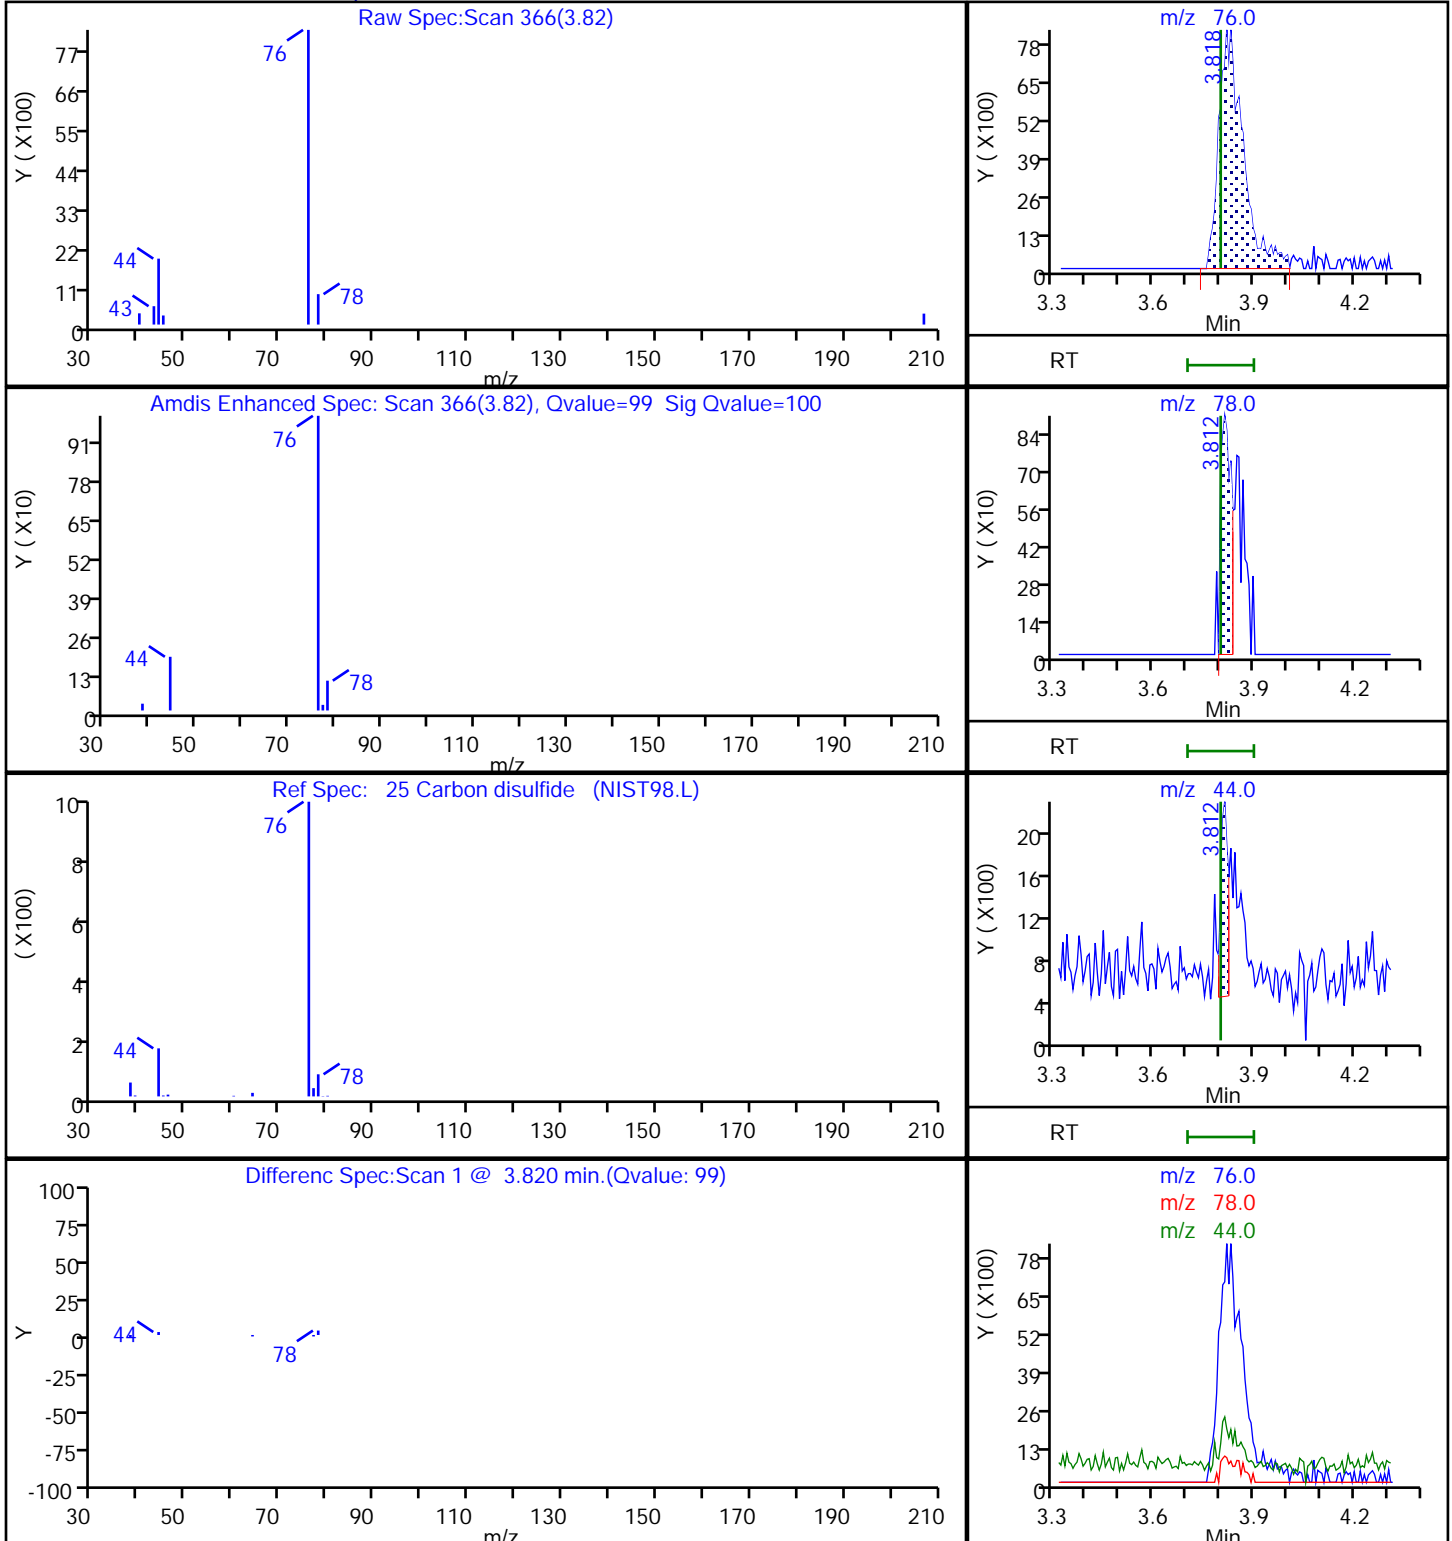 Raw Spec:Scan 366(3.82)
Y ( X100)
77
66
55
44
33
22
11
0
76
44
43
78
30 50 70 90 110 130 150 170 190 210
m/z
m/z 76.0
Y ( X100)
78
65
52
39
26
13
0
3.818
3.3 3.6 3.9 4.2
Min
RT
Amdis Enhanced Spec: Scan 366(3.82), Qvalue=99 Sig Qvalue=100
Y ( X10)
91
78
65
52
39
26
13
0
76
44
78
30 50 70 90 110 130 150 170 190 210
m/z
m/z 78.0
Y ( X10)
84
70
56
42
28
14
0
3.812
3.3 3.6 3.9 4.2
Min
RT
Ref Spec: 25 Carbon disulfide (NIST98.L)
( X100)
10
8
6
4
2
0
76
44
78
30 50 70 90 110 130 150 170 190 210
m/z 44.0
Y ( X100)
20
16
12
8
4
0
3.812
3.3 3.6 3.9 4.2
Min
RT
Differenc Spec:Scan 1 @ 3.820 min.(Qvalue: 99)
Y
100
75
50
25
0
-25
-50
-75
-100
44
78
30 50 70 90 110 130 150 170 190 210
m/z
m/z 76.0
m/z 78.0
m/z 44.0
Y ( X100)
78
65
52
39
26
13
0
3.3 3.6 3.9 4.2
Min